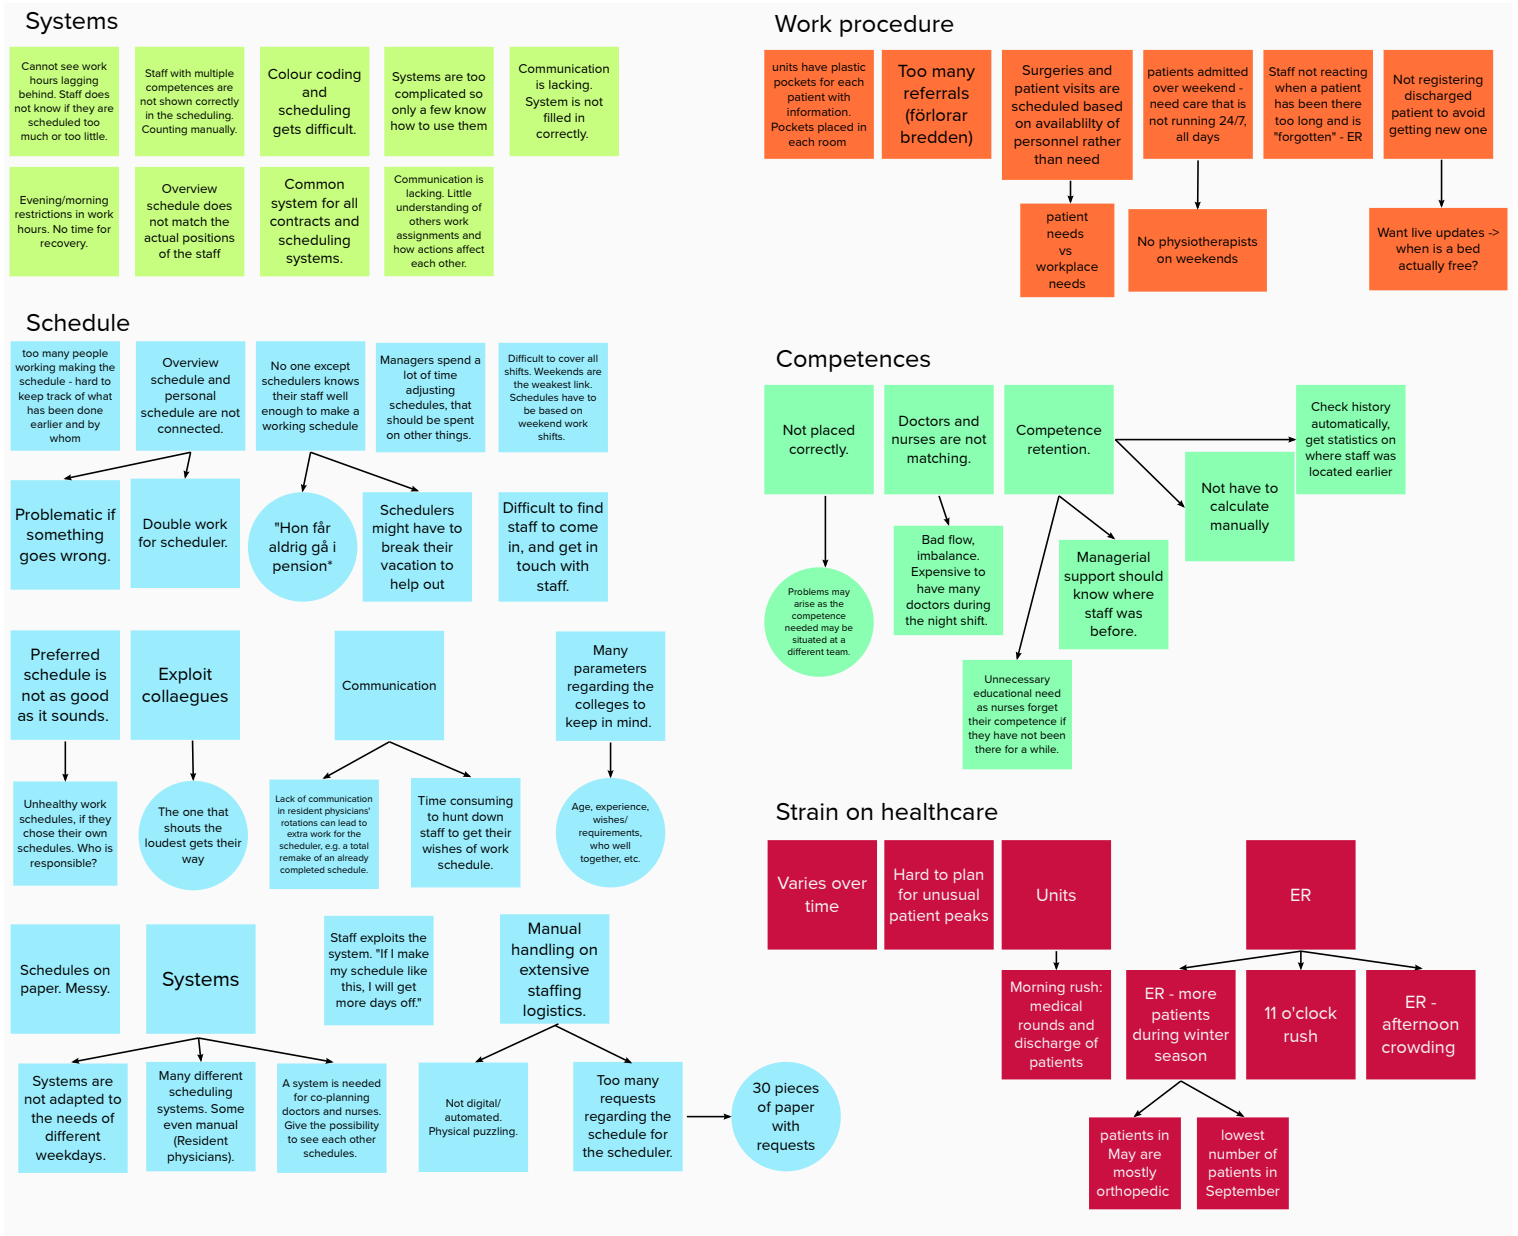 Systems
Cannot see work
hours lagging
behind. Staff does
not know if they are
scheduled too
much or too little.
Staff with multiple
competences are
not shown correctly
in the scheduling.
Counting manually.
Colour coding
and
scheduling
gets difficult.
Systems are too
complicated so
only a few know
how to use them
Communication
is lacking.
System is not
filled in
correctly.
Evening/morning
restrictions in work
hours. No time for
recovery.
Overview
schedule does
not match the
actual positions
of the staff
Common
system for all
contracts and
scheduling
systems.
Communication is
lacking. Little
understanding of
others work
assignments and
how actions affect
each other.
Schedule
too many people
working making the
schedule - hard to
keep track of what
has been done
earlier and by
whom
Overview
schedule and
personal
schedule are not
connected.
No one except
schedulers knows
their staff well
enough to make a
working schedule
Managers spend a
lot of time
adjusting
schedules, that
should be spent
on other things.
Difficult to cover all
shifts. Weekends are
the weakest link.
Schedules have to
be based on
weekend work
shifts.
Problematic if
something
goes wrong.
Double work
for scheduler.
"Hon får
aldrig gå i
pension"
Schedulers
might have to
break their
vacation to
help out
Difficult to find
staff to come
in, and get in
touch with
staff.
Preferred
schedule is
not as good
as it sounds.
Exploit
collaegues
Communication
Many
parameters
regarding the
colleges to
keep in mind.
Unhealthy work
schedules, if they
chose their own
schedules. Who is
responsible?
The one that
shouts the
loudest gets their
way
Lack of communication
in resident physicians'
rotations can lead to
extra work for the
scheduler, e.g. a total
remake of an already
completed schedule.
Time consuming
to hunt down
staff to get their
wishes of work
schedule.
Age, experience,
wishes/
requirements,
who well
together, etc.
Schedules on
paper. Messy.
Systems
Staff exploits the
system. "If I make
my schedule like
this, I will get
more days off."
Manual
handling on
extensive
staffing
logistics.
Systems are
not adapted to
the needs of
different
weekdays.
Many different
scheduling
systems. Some
even manual
(Resident
physicians).
A system is needed
for co-planning
doctors and nurses.
Give the possibility
to see each other
schedules.
Not digital/
automated.
Physical puzzling.
Too many
requests
regarding the
schedule for
the scheduler.
30 pieces
of paper
with
requests
Work procedure
units have plastic
pockets for each
patient with
information.
Pockets placed in
each room
Too many
referrals
(förlorar
bredden)
Surgeries and
patient visits are
scheduled based
on availablilty of
personnel rather
than need
patients admitted
over weekend -
need care that is
not running 24/7,
all days
Staff not reacting
when a patient
has been there
too long and is
"forgotten" - ER
Not registering
discharged
patient to avoid
getting new one
patient
needs
vs
workplace
needs
No physiotherapists
on weekends
Want live updates ->
when is a bed
actually free?
Competences
Not placed
correctly.
Doctors and
nurses are not
matching.
Competence
retention.
Check history
automatically,
get statistics on
where staff was
located earlier
Not have to
calculate
manually
Bad flow,
imbalance.
Expensive to
have many
doctors during
the night shift.
Managerial
support should
know where
staff was
before.
Problems may
arise as the
competence
needed may be
situated at a
different team.
Unnecessary
educational need
as nurses forget
their competence if
they have not been
there for a while.
Strain on healthcare
Varies over
time
Hard to plan
for unusual
patient peaks
Units
ER
Morning rush:
medical
rounds and
discharge of
patients
ER - more
patients
during winter
season
11 o'clock
rush
ER -
afternoon
crowding
patients in
May are
mostly
orthopedic
lowest
number of
patients in
September